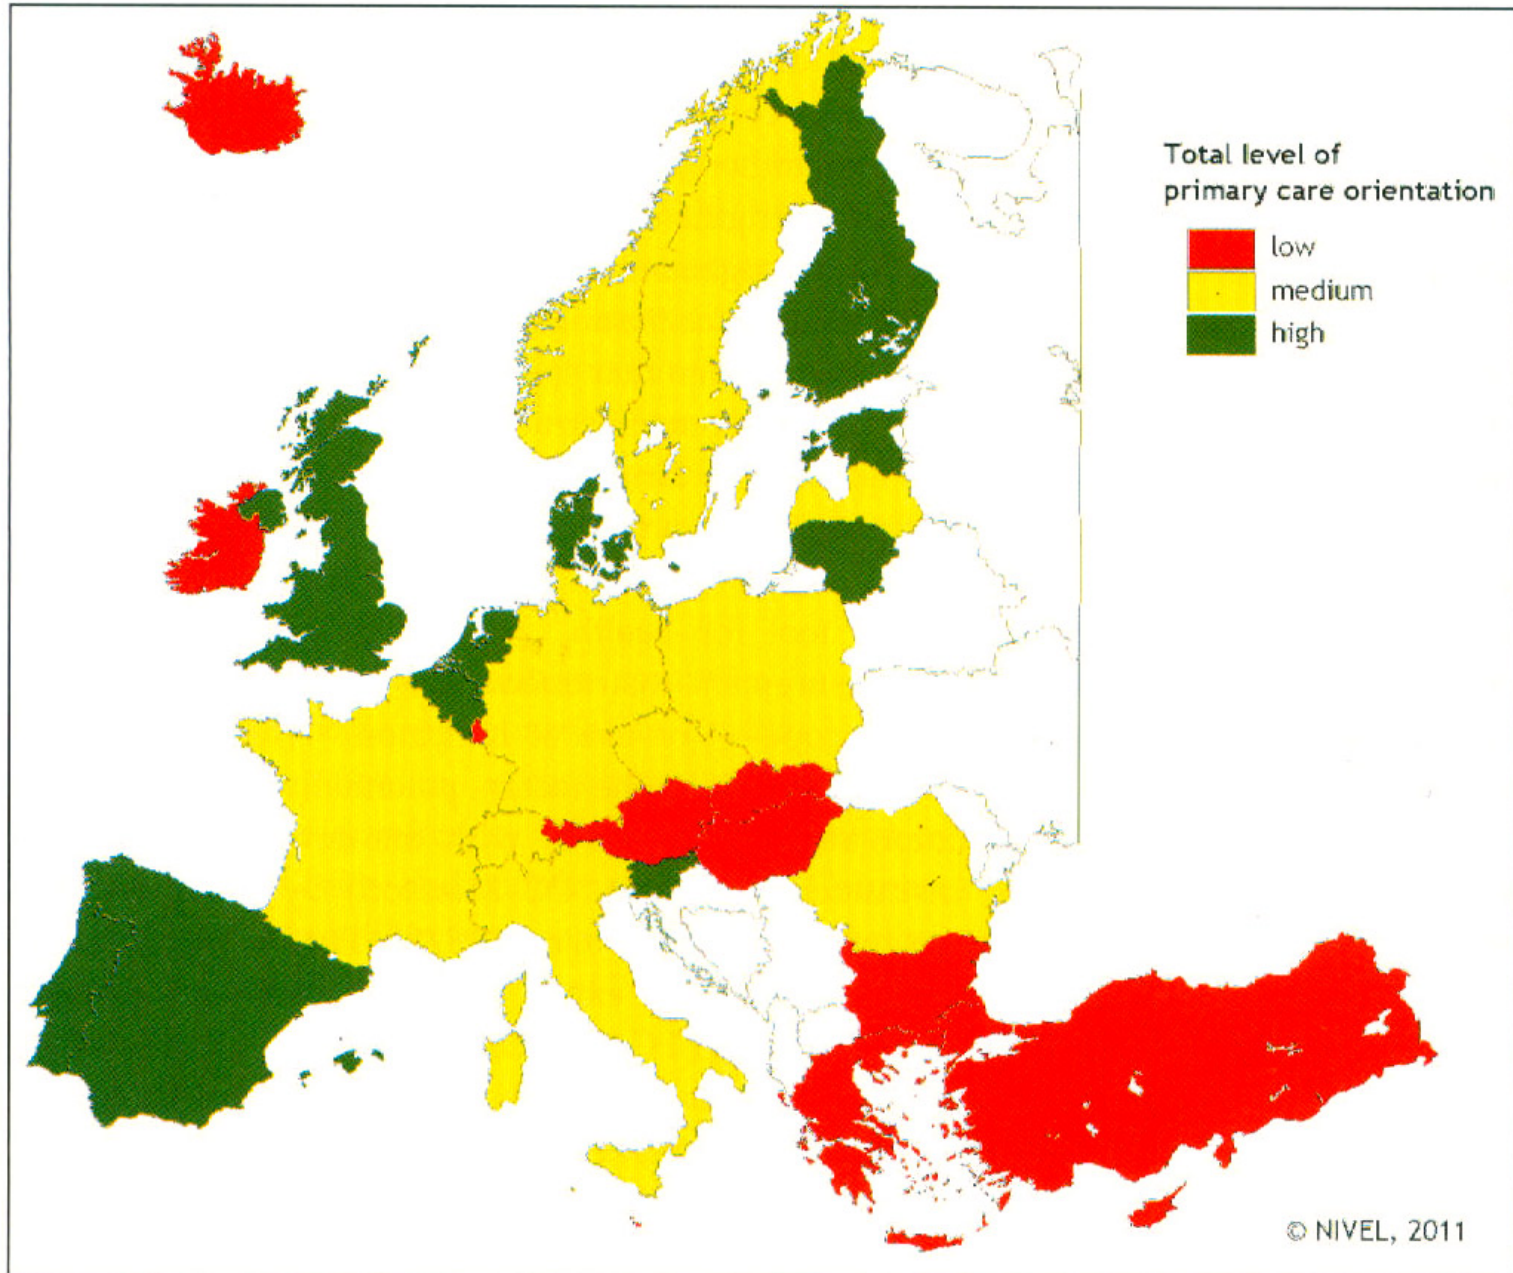 Total level of
primary care orientation
low
medium
high
© NIVEL, 2011